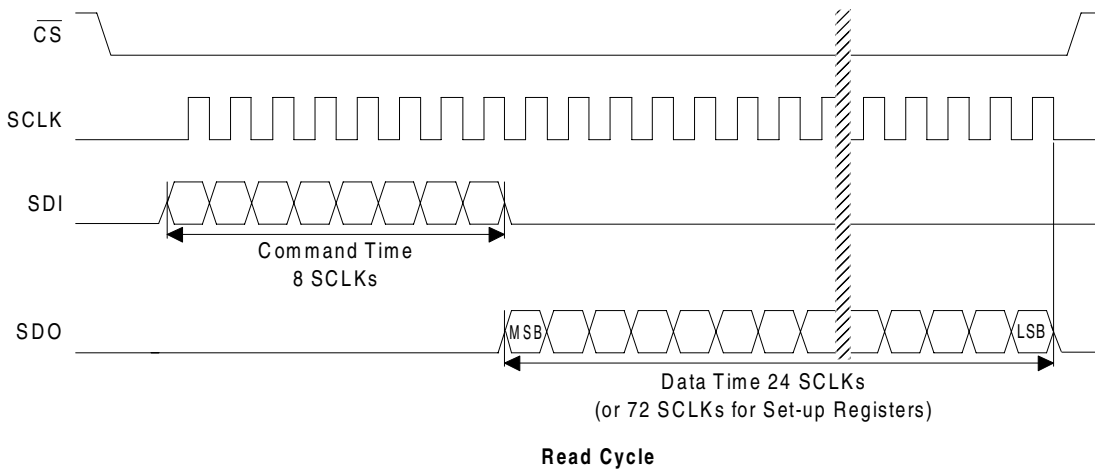 CS
SCLK
SDI
Command Time
8 SCLKs
SDO
MSB
LSB
Data Time 24 SCLKs
(or 72 SCLKs for Set-up Registers)
Read Cycle